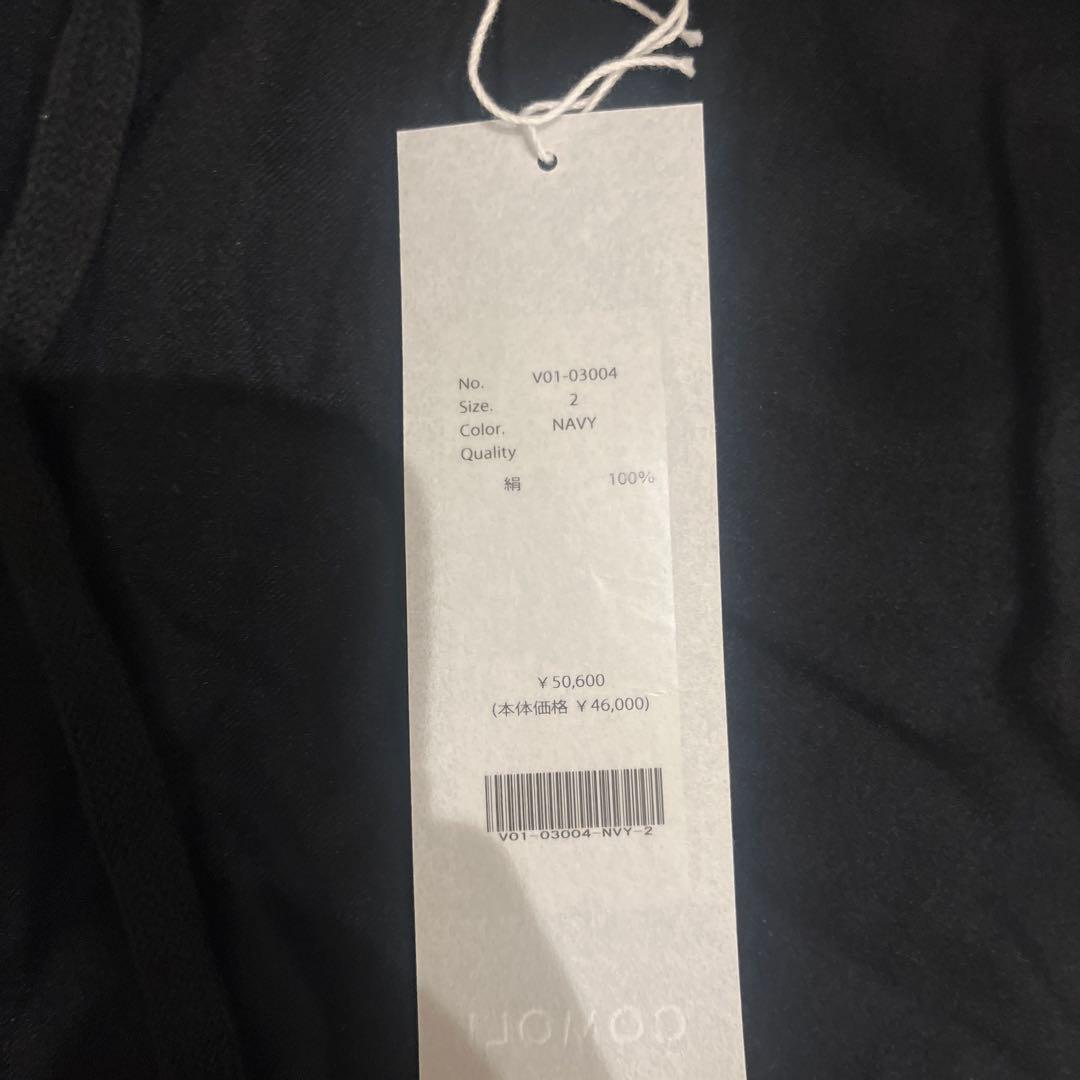 No. V01-03004
Size. 2
Color. NAVY
Quality
絹 100%
¥50,600
(本体価格 ¥46,000)
V01-03004-NVY-2
COMOLI